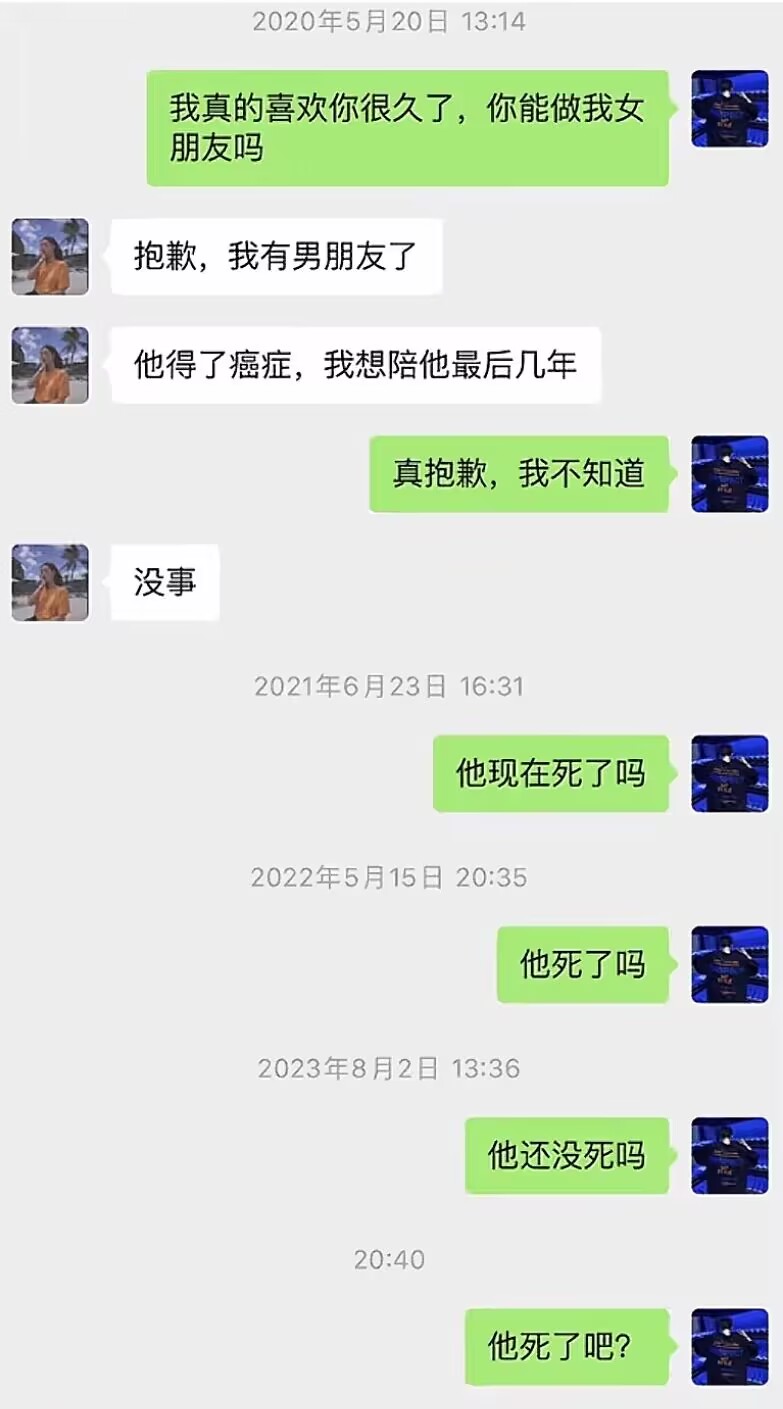 2020年5月20日 13:14
我真的喜欢你很久了，你能做我女
朋友吗
抱歉，我有男朋友了
他得了癌症，我想陪他最后几年
真抱歉，我不知道
没事
2021年6月23日 16:31
他现在死了吗
2022年5月15日 20:35
他死了吗
2023年8月2日 13:36
他还没死吗
20:40
他死了吧？